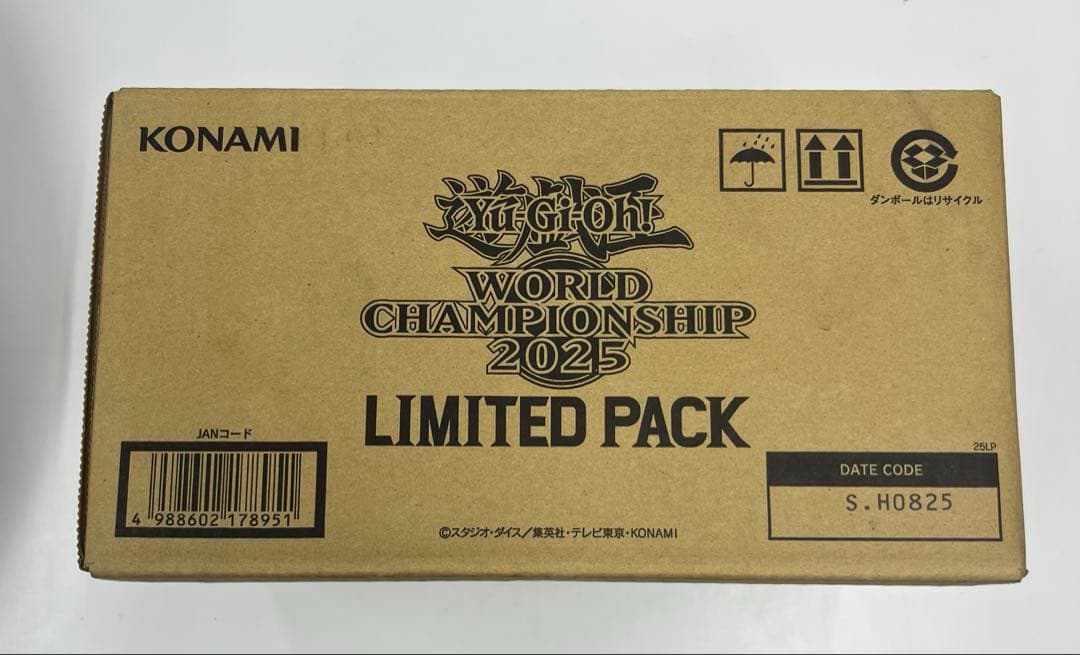 KONAMI
ダンボールはリサイクル
遊戯王
Yu-Gi-Oh!
WORLD
CHAMPIONSHIP
2025
LIMITED PACK
JANコード
4 988602 178951
25LP
DATE CODE
S.H0825
©スタジオ・ダイス／集英社・テレビ東京・KONAMI